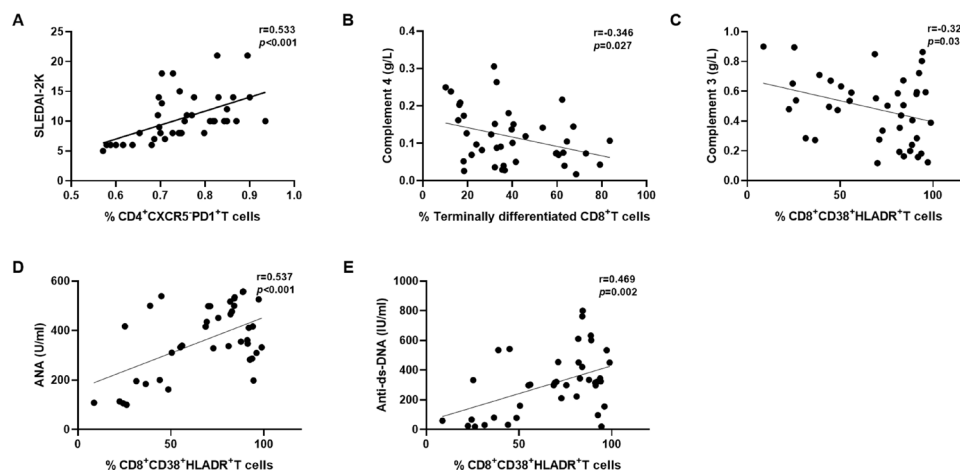 A
r=0.533
p<0.001
SLEDAI-2K
25
20
15
10
5
0
0.5 0.6 0.7 0.8 0.9 1.0
% CD4⁺CXCR5⁻PD1⁺T cells
B
r=-0.346
p=0.027
Complement 4 (g/L)
0.4
0.3
0.2
0.1
0.0
0 20 40 60 80 100
% Terminally differentiated CD8⁺T cells
C
r=-0.32
p=0.03
Complement 3 (g/L)
1.0
0.8
0.6
0.4
0.2
0.0
50 100
% CD8⁺CD38⁺HLADR⁺T cells
D
r=0.537
p<0.001
ANA (U/ml)
600
400
200
0
50 100
% CD8⁺CD38⁺HLADR⁺T cells
E
r=0.469
p=0.002
Anti-ds-DNA (IU/ml)
1000
800
600
400
200
0
50 100
% CD8⁺CD38⁺HLADR⁺T cells